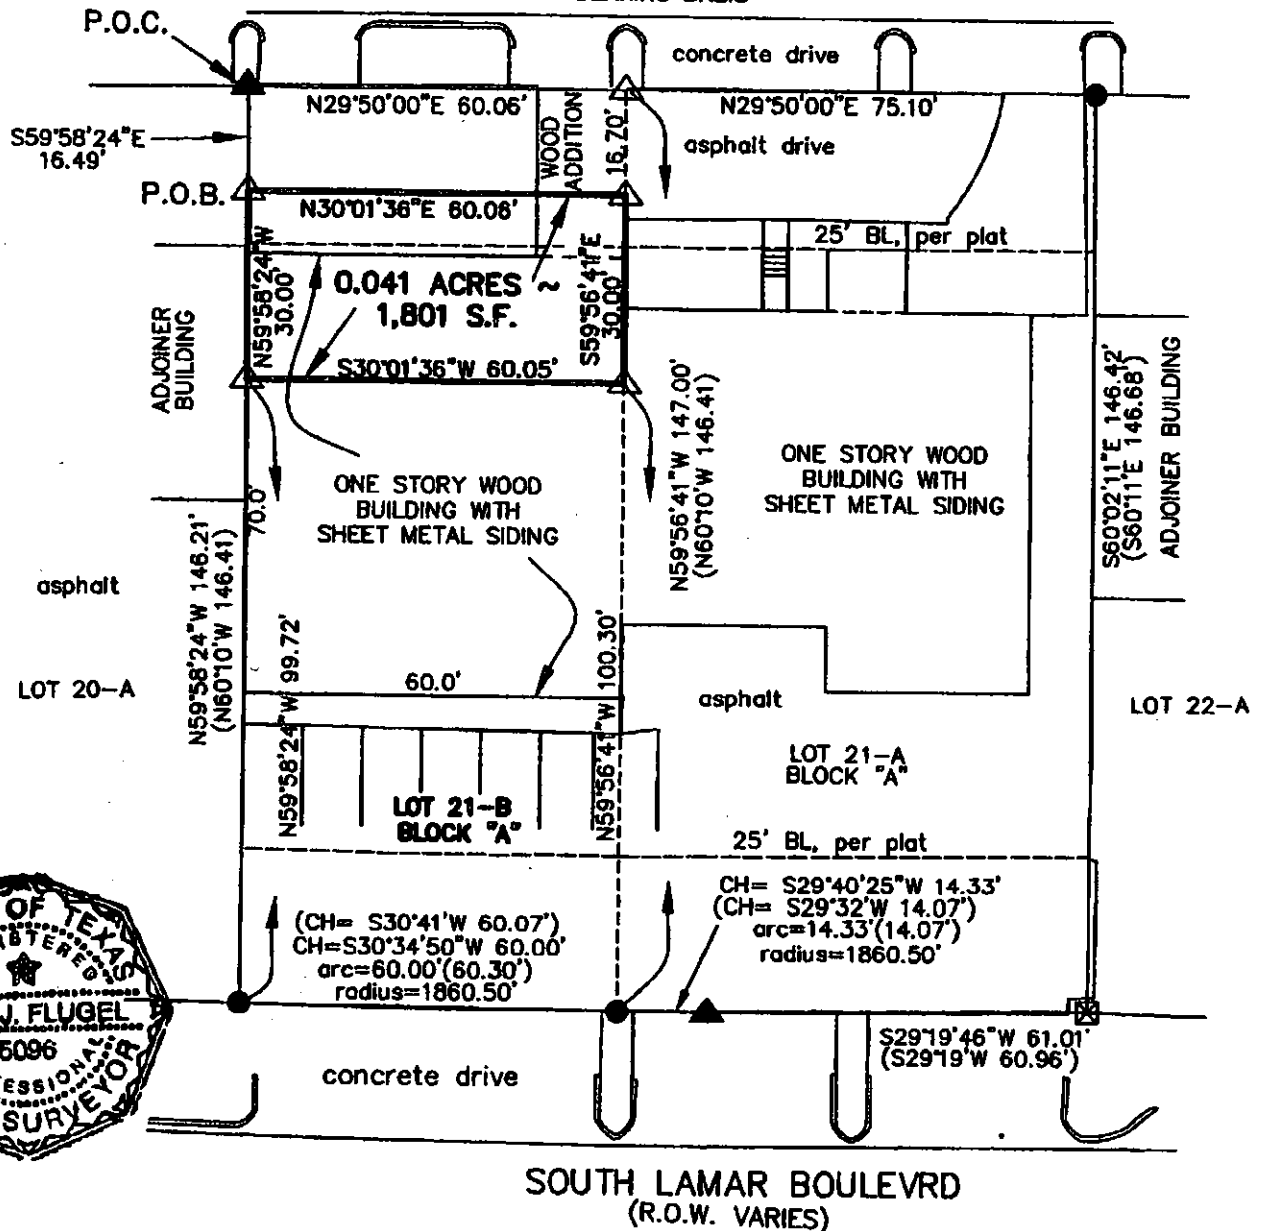 P.O.C.
concrete drive
N29°50'00"E 60.06'
N29°50'00"E 75.10'
S59°58'24"E
16.49'
WOOD
ADDITION
16.70'
asphalt drive
P.O.B.
N30°01'36"E 60.06'
25' BL, per plat
N59°58'24"W
30.00'
0.041 ACRES ~
1,801 S.F.
S59°56'41"E
30.00'
S30°01'36"W 60.05'
ADJOINER
BUILDING
N59°56'41"W 147.00'
(N60°10'W 146.41)
ONE STORY WOOD
BUILDING WITH
SHEET METAL SIDING
S60°02'11"E 146.42'
(S60°11'E 146.68')
ADJOINER BUILDING
70.0'
ONE STORY WOOD
BUILDING WITH
SHEET METAL SIDING
asphalt
N59°58'24"W 146.21'
(N60°10'W 146.41)
LOT 20-A
N59°58'24"W 99.72'
60.0'
N59°56'41"W 100.30'
asphalt
LOT 22-A
LOT 21-A
BLOCK "A"
LOT 21-B
BLOCK "A"
25' BL, per plat
CH= S29°40'25"W 14.33'
(CH= S29°32'W 14.07')
arc=14.33'(14.07')
radius=1860.50'
(CH= S30°41'W 60.07')
CH=S30°34'50"W 60.00'
arc=60.00'(60.30')
radius=1860.50'
OF TEXAS
J. FLUGEL
5096
SURVEYOR
S29°19'46"W 61.01'
(S29°19'W 60.96')
concrete drive
SOUTH LAMAR BOULEVRD
(R.O.W. VARIES)